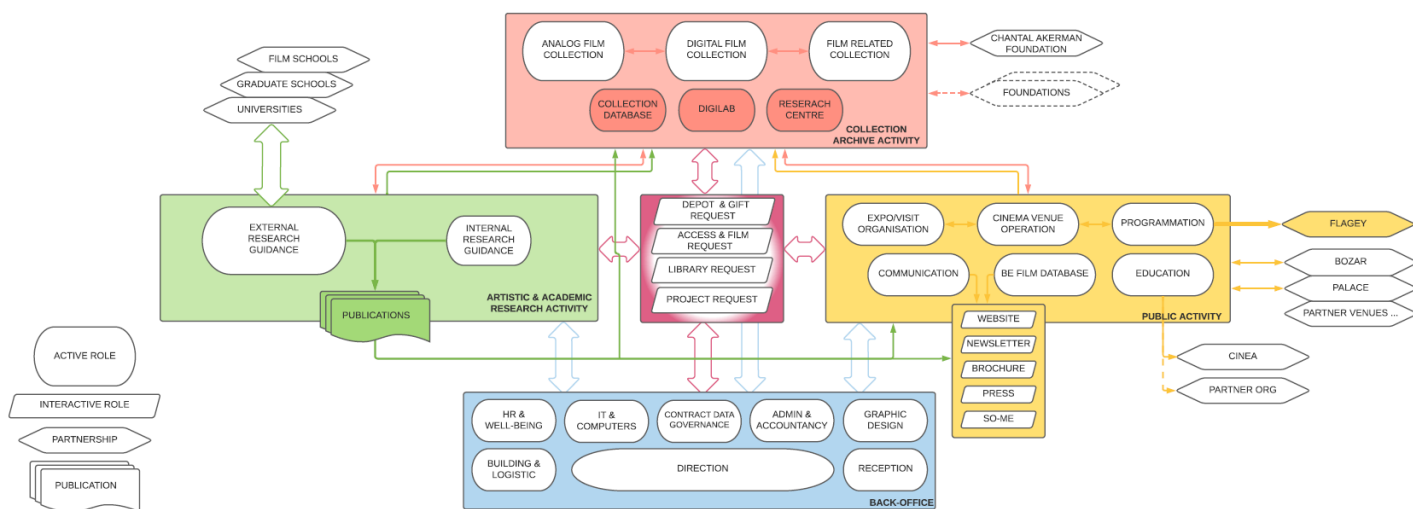 ANALOG FILM
COLLECTION
DIGITAL FILM
COLLECTION
FILM RELATED
COLLECTION
COLLECTION
DATABASE
DIGILAB
RESERACH
CENTRE
COLLECTION
ARCHIVE ACTIVITY
CHANTAL AKERMAN
FOUNDATION
FOUNDATIONS
FILM SCHOOLS
GRADUATE SCHOOLS
UNIVERSITIES
EXTERNAL
RESEARCH
GUIDANCE
INTERNAL
RESEARCH
GUIDANCE
PUBLICATIONS
ARTISTIC & ACADEMIC
RESEARCH ACTIVITY
DEPOT & GIFT
REQUEST
ACCESS & FILM
REQUEST
LIBRARY REQUEST
PROJECT REQUEST
EXPO/VISIT
ORGANISATION
CINEMA VENUE
OPERATION
PROGRAMMATION
COMMUNICATION
BE FILM DATABASE
EDUCATION
PUBLIC ACTIVITY
WEBSITE
NEWSLETTER
BROCHURE
PRESS
SO-ME
FLAGEY
BOZAR
PALACE
PARTNER VENUES ...
CINEA
PARTNER ORG
ACTIVE ROLE
INTERACTIVE ROLE
PARTNERSHIP
PUBLICATION
HR &
WELL-BEING
IT &
COMPUTERS
CONTRACT DATA
GOVERNANCE
ADMIN &
ACCOUNTANCY
GRAPHIC
DESIGN
BUILDING &
LOGISTIC
DIRECTION
RECEPTION
BACK-OFFICE